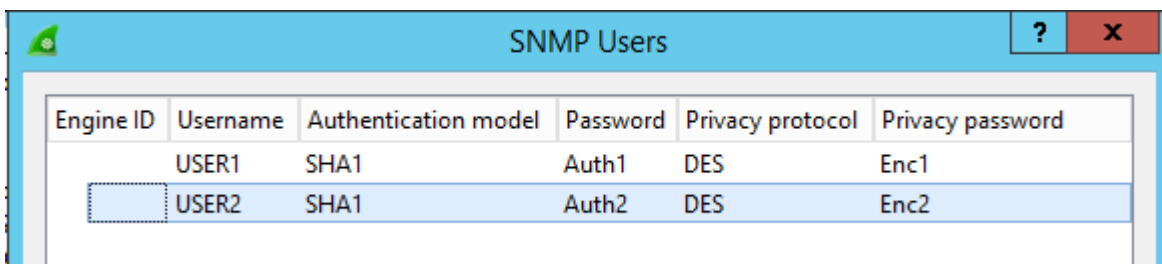 SNMP Users
? x
Engine ID Username Authentication model Password Privacy protocol Privacy password
USER1 SHA1 Auth1 DES Enc1
USER2 SHA1 Auth2 DES Enc2